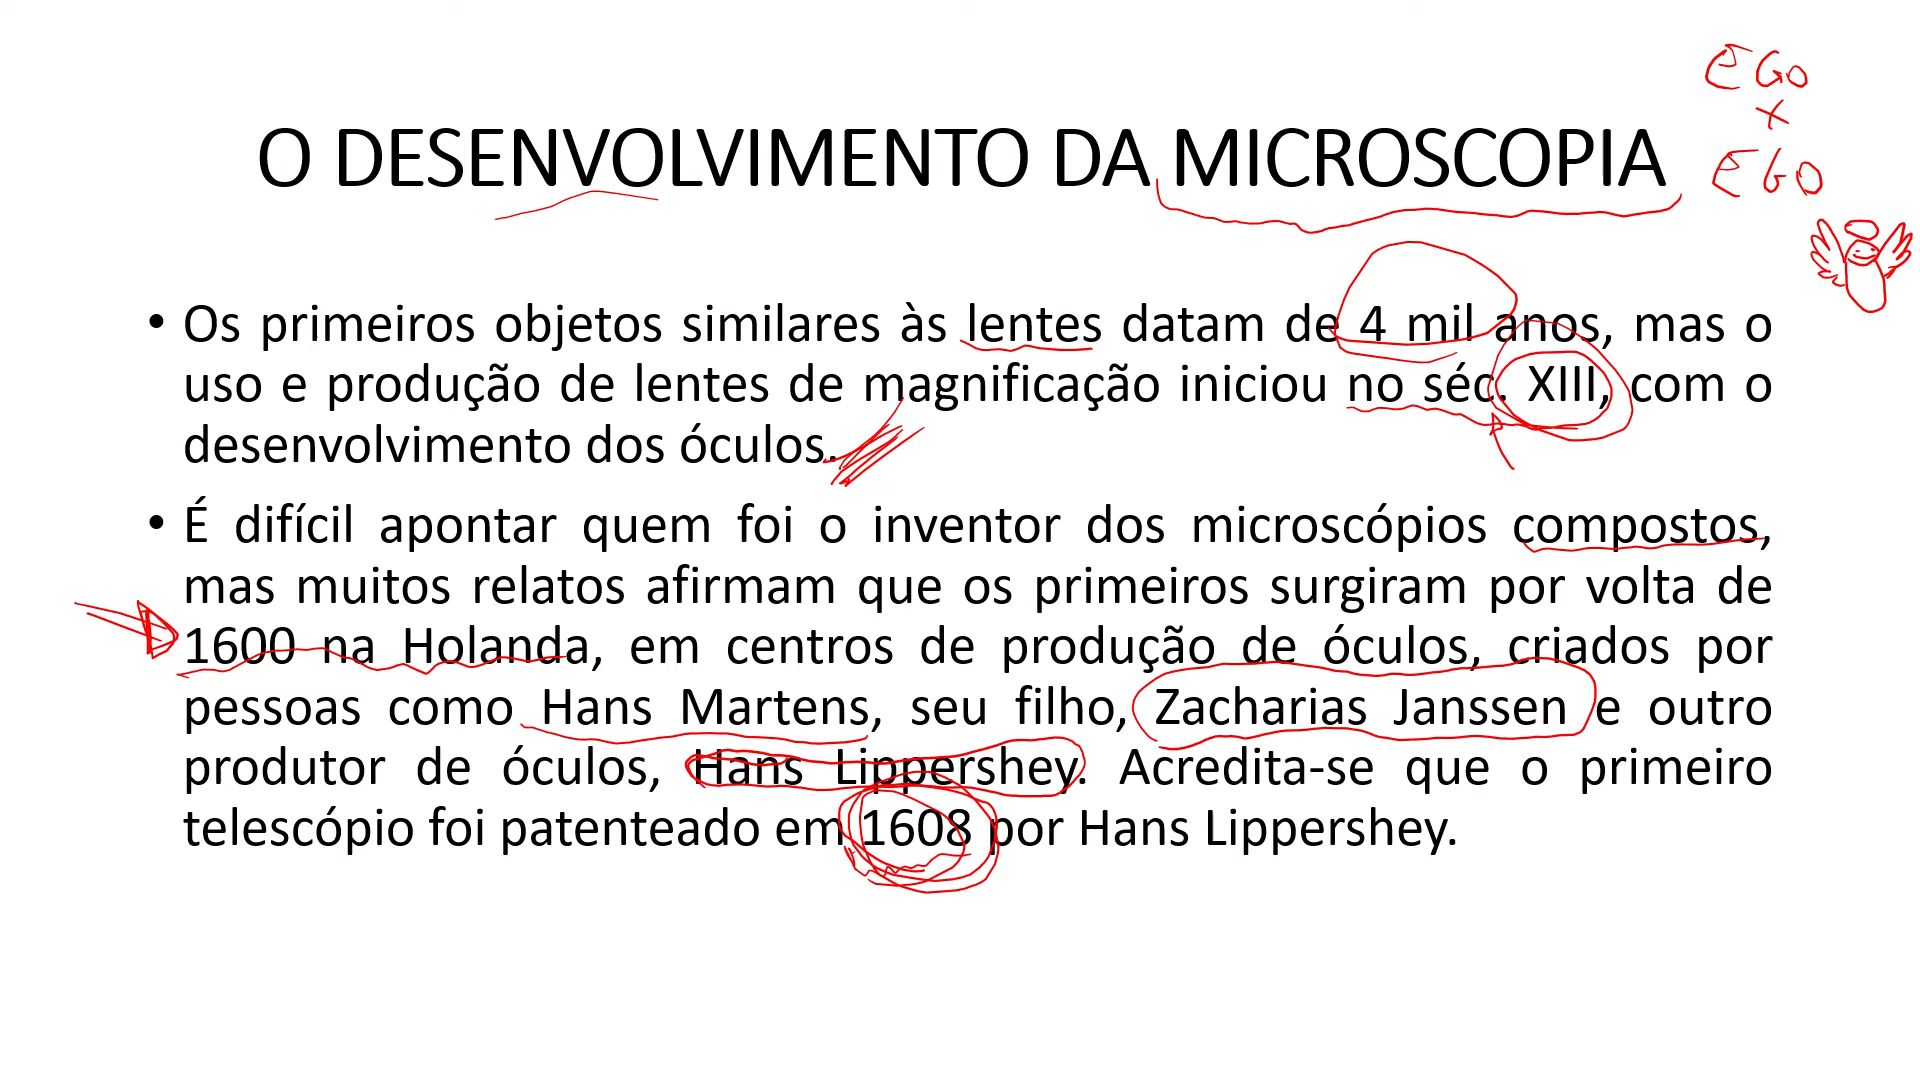 EGO
x
EGO
O DESENVOLVIMENTO DA MICROSCOPIA
• Os primeiros objetos similares às lentes datam de 4 mil anos, mas o
uso e produção de lentes de magnificação iniciou no séc. XIII, com o
desenvolvimento dos óculos.
• É difícil apontar quem foi o inventor dos microscópios compostos,
mas muitos relatos afirmam que os primeiros surgiram por volta de
1600 na Holanda, em centros de produção de óculos, criados por
pessoas como Hans Martens, seu filho, Zacharias Janssen e outro
produtor de óculos, Hans Lippershey. Acredita-se que o primeiro
telescópio foi patenteado em 1608 por Hans Lippershey.